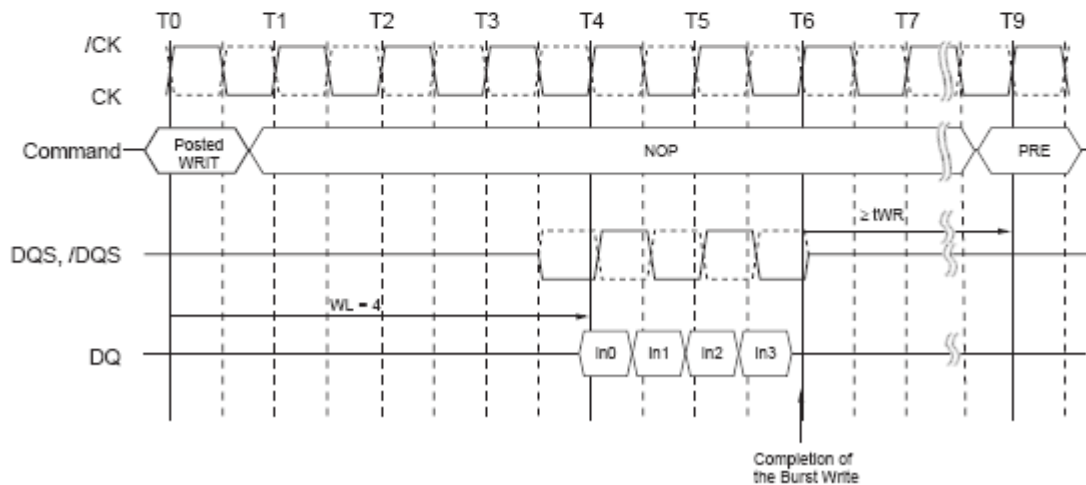 T0 T1 T2 T3 T4 T5 T6 T7 T9
/CK
CK
Command
Posted
WRIT
NOP
PRE
≥ tWR
DQS, /DQS
WL = 4
DQ
In0 In1 In2 In3
Completion of
the Burst Write